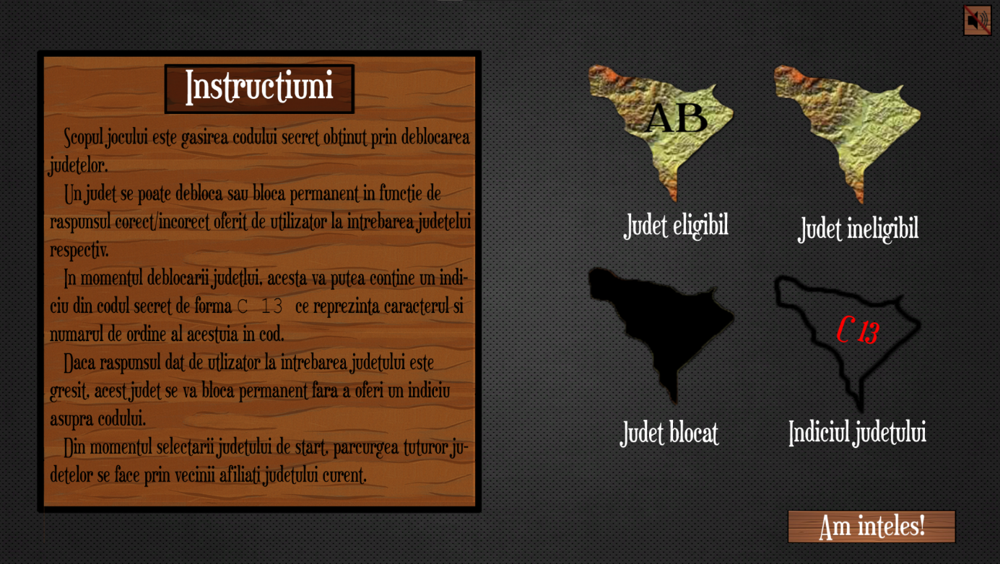 Instructiuni
Scopul jocului este gasirea codului secret obtinut prin deblocarea
judetelor.
Un judet se poate debloca sau bloca permanent in functie de
raspunsul corect/incorect oferit de utilizator la intrebarea judetelui
respectiv.
In momentul deblocarii judetlui, acesta va putea contine un indi-
ciu din codul secret de forma C 13 ce reprezinta caracterul si
numarul de ordine al acestuia in cod.
Daca raspunsul dat de utlizator la intrebarea judetului este
gresit, acest judet se va bloca permanent fara a oferi un indiciu
asupra codului.
Din momentul selectarii judetului de start, parcurgea tuturor ju-
detelor se face prin vecinii afiliati judetului curent.
AB
Judet eligibil
Judet ineligibil
C 13
Judet blocat
Indiciul judetului
Am inteles!